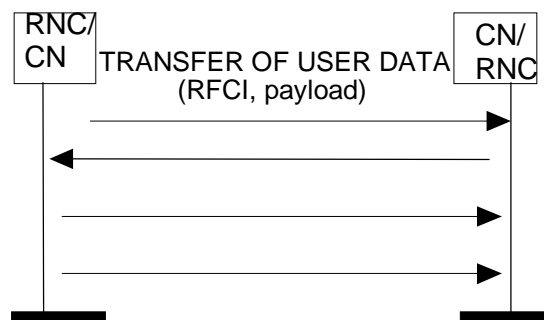 RNC/
CN
TRANSFER OF USER DATA
(RFCI, payload)
CN/
RNC